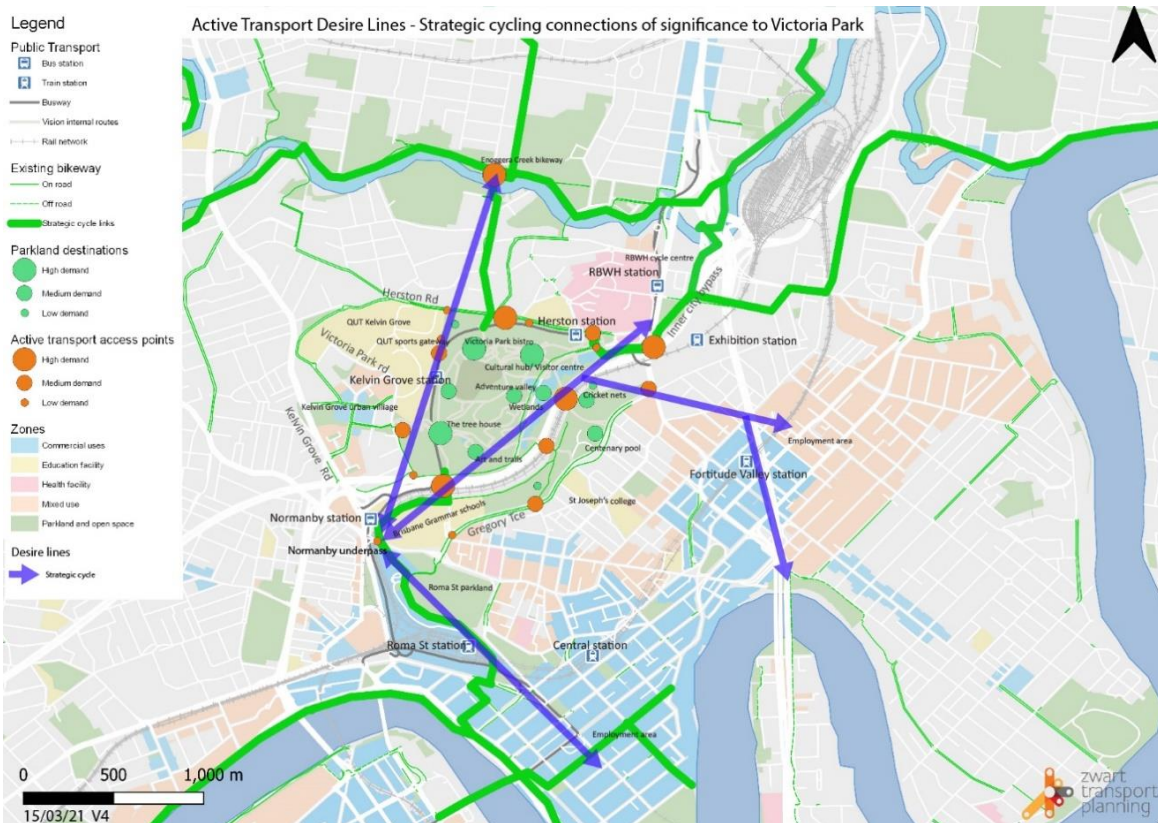 Active Transport Desire Lines - Strategic cycling connections of significance to Victoria Park
Legend
Public Transport
Bus station
Train station
Busway
Vision internal routes
Rail network
Existing bikeway
On road
Off road
Strategic cycle links
Parkland destinations
High demand
Medium demand
Low demand
Active transport access points
High demand
Medium demand
Low demand
Zones
Commercial uses
Education facility
Health facility
Mixed use
Parkland and open space
Desire lines
Strategic cycle
Enoggera Creek bikeway
RBWH cycle centre
RBWH station
Inner city bypass
Herston Rd
Herston station
Exhibition station
QUT Kelvin Grove
QUT sports gateway
Victoria Park bistro
Victoria Park rd
Cultural hub/ Visitor centre
Kelvin Grove station
Adventure valley
Wetlands
Cricket nets
Kelvin Grove urban village
Kelvin Grove Rd
The tree house
Art and trails
Centenary pool
Employment area
Fortitude Valley station
St Joseph's college
Gregory Tce
Brisbane Grammar schools
Normanby station
Normanby underpass
Roma St parkland
Roma St station
Central station
Employment area
0 500 1,000 m
15/03/21 V4
zwart
transport
planning